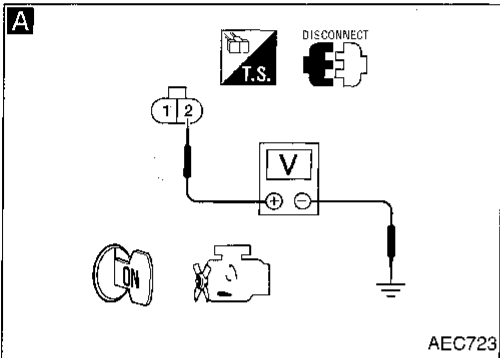 A
DISCONNECT
T.S.
1 2
V
+ -
ON
AEC723